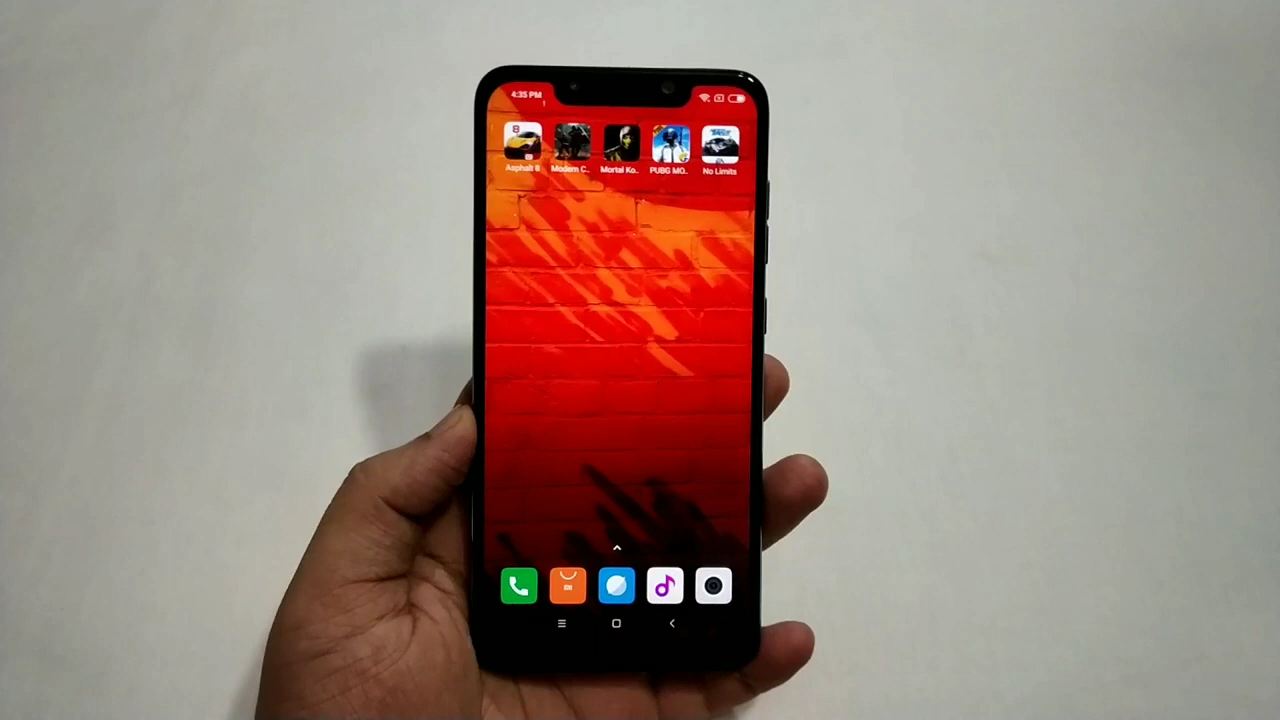 4:35 PM
Asphalt 8
Modern C..
Mortal Ko..
PUBG MO..
No Limits